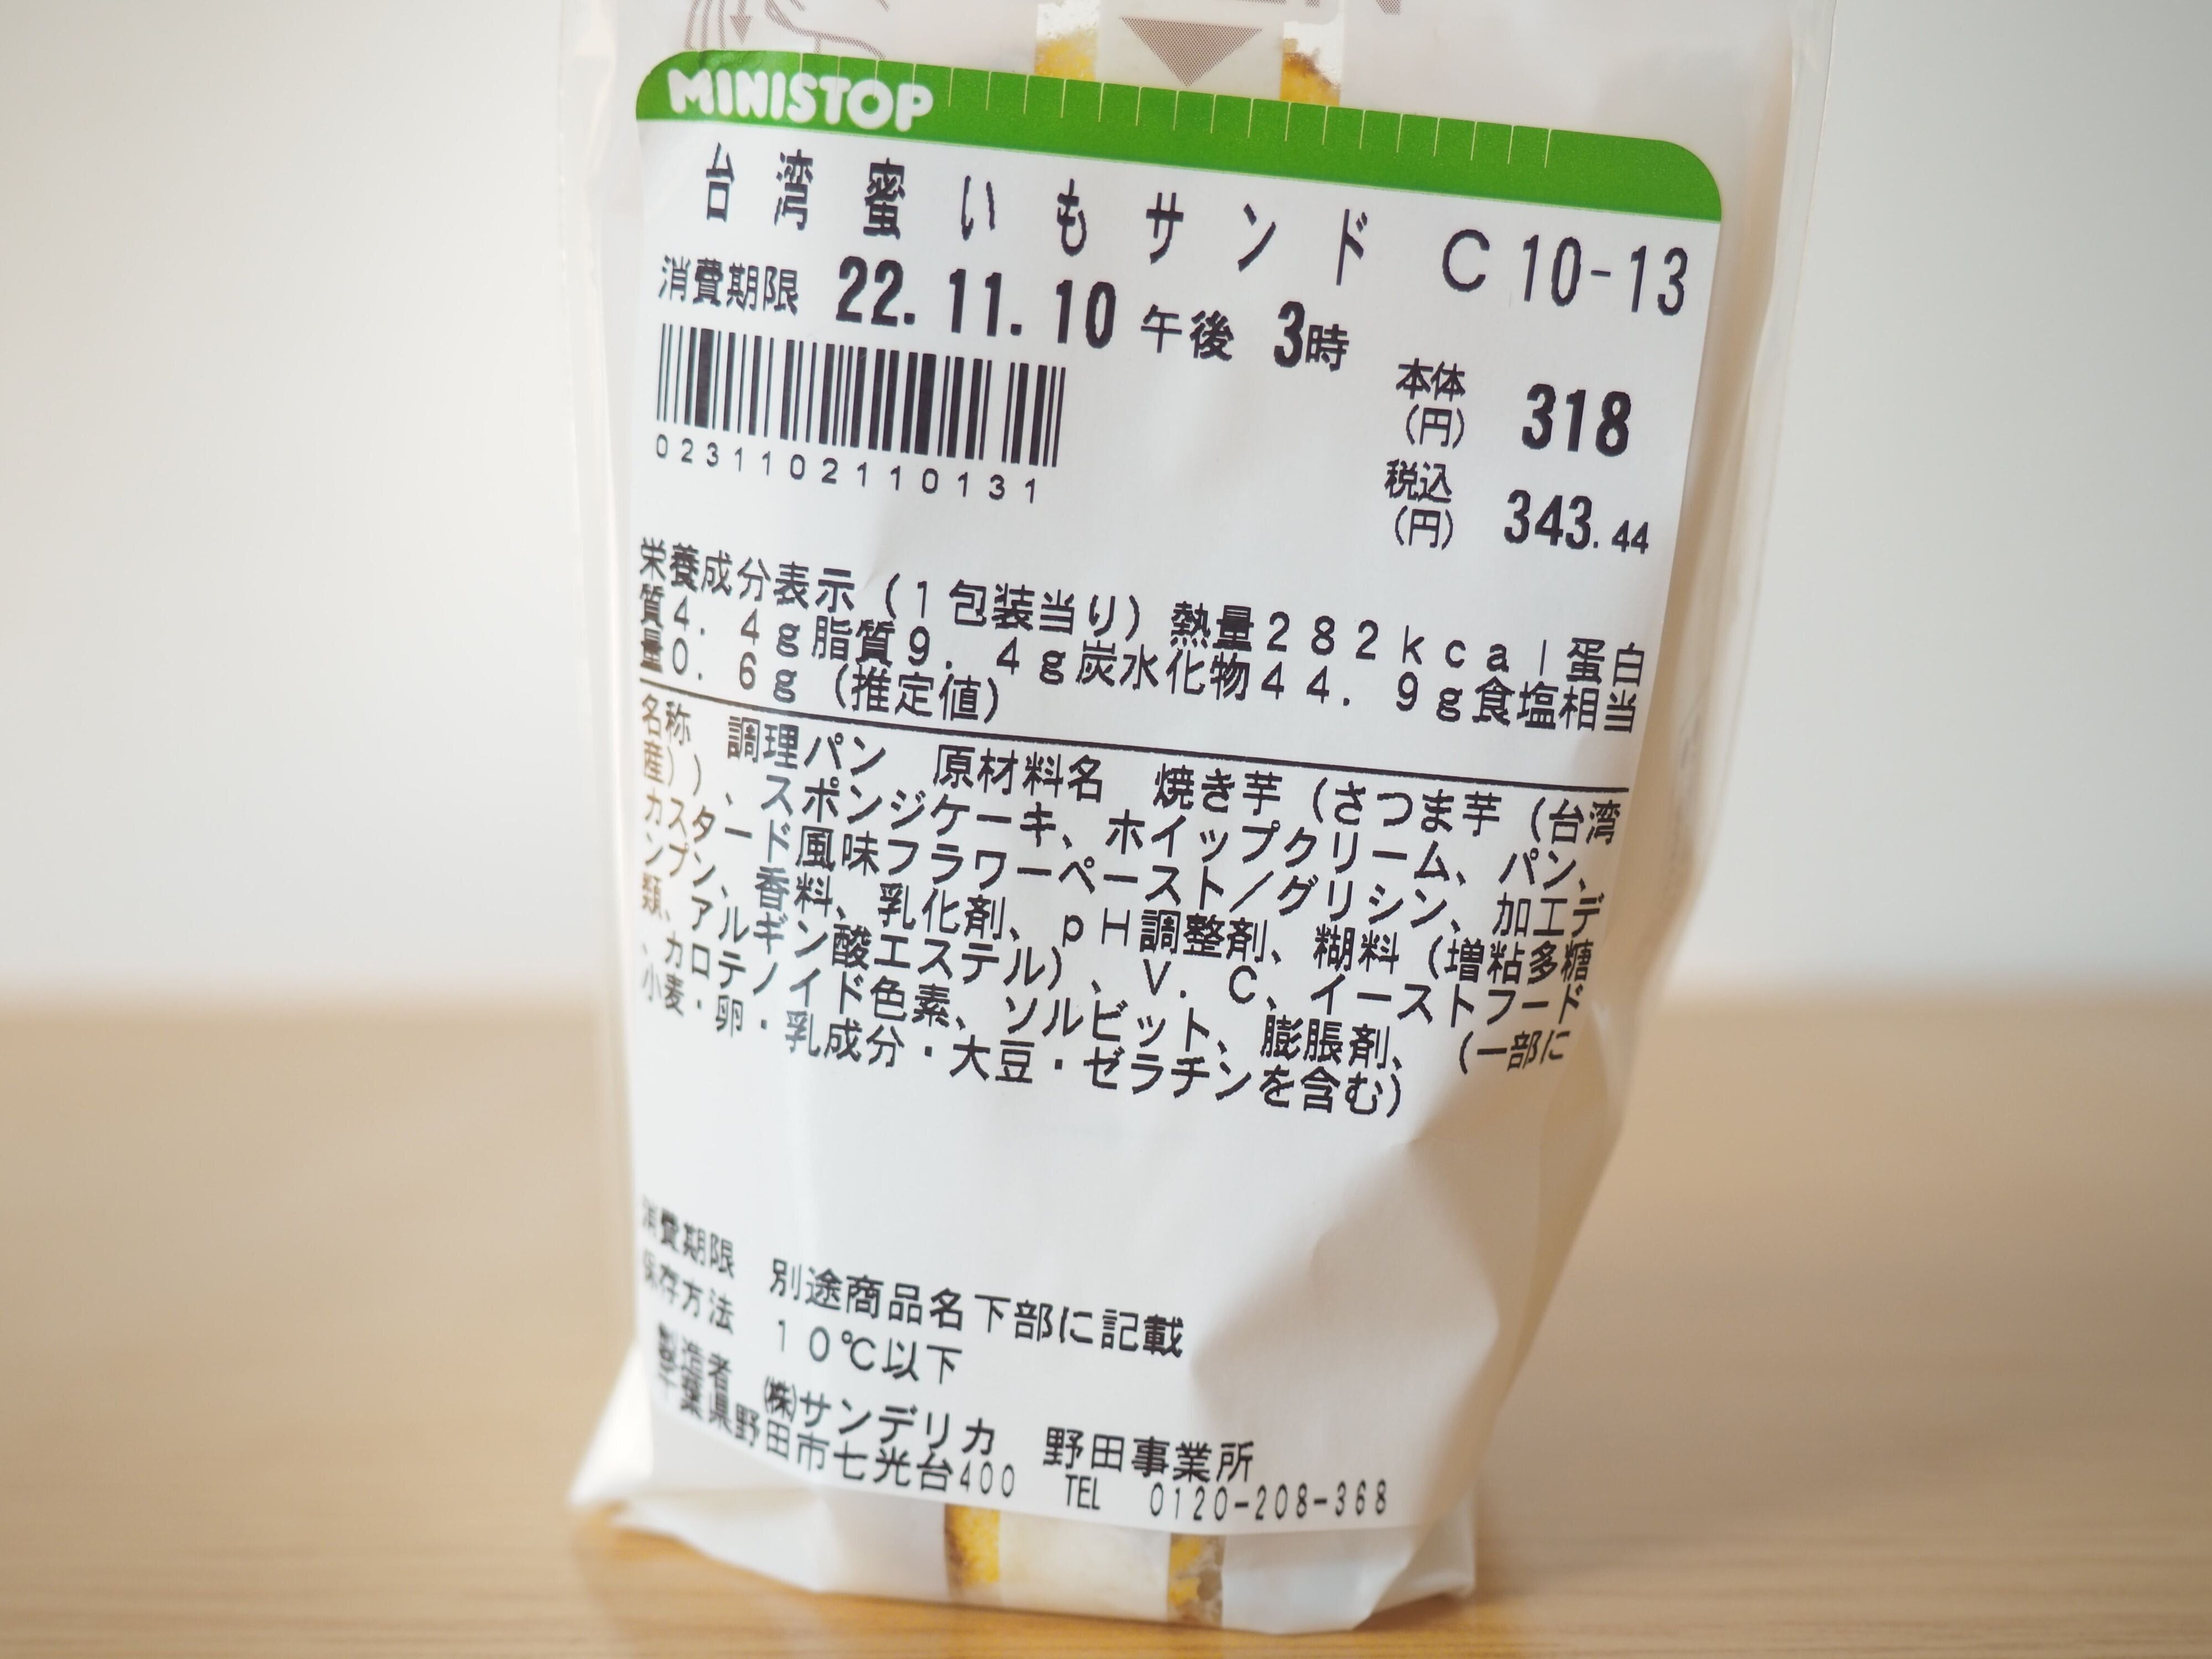 MINISTOP
台湾蜜いもサンド C10-13
消費期限 22.11.10 午後 3時
本体(円) 318
0231102110131
税込(円) 343.44
栄養成分表示(1包装当り)熱量282kcal蛋白
質4.4g脂質9.4g炭水化物44.9g食塩相当
量0.6g(推定値)
名称 調理パン 原材料名 焼き芋(さつま芋(台湾
産))、スポンジケーキ、ホイップクリーム、パン、
カスタード風味フラワーペースト/グリシン、加工デ
ンプン、香料、乳化剤、pH調整剤、糊料(増粘多糖
類、アルギン酸エステル)、V.C、イーストフード
、カロテノイド色素、ソルビット、膨脹剤、(一部に
小麦・卵・乳成分・大豆・ゼラチンを含む)
消費期限 別途商品名下部に記載
保存方法 10℃以下
製造者 ㈱サンデリカ 野田事業所
千葉県野田市七光台400 TEL 0120-208-368